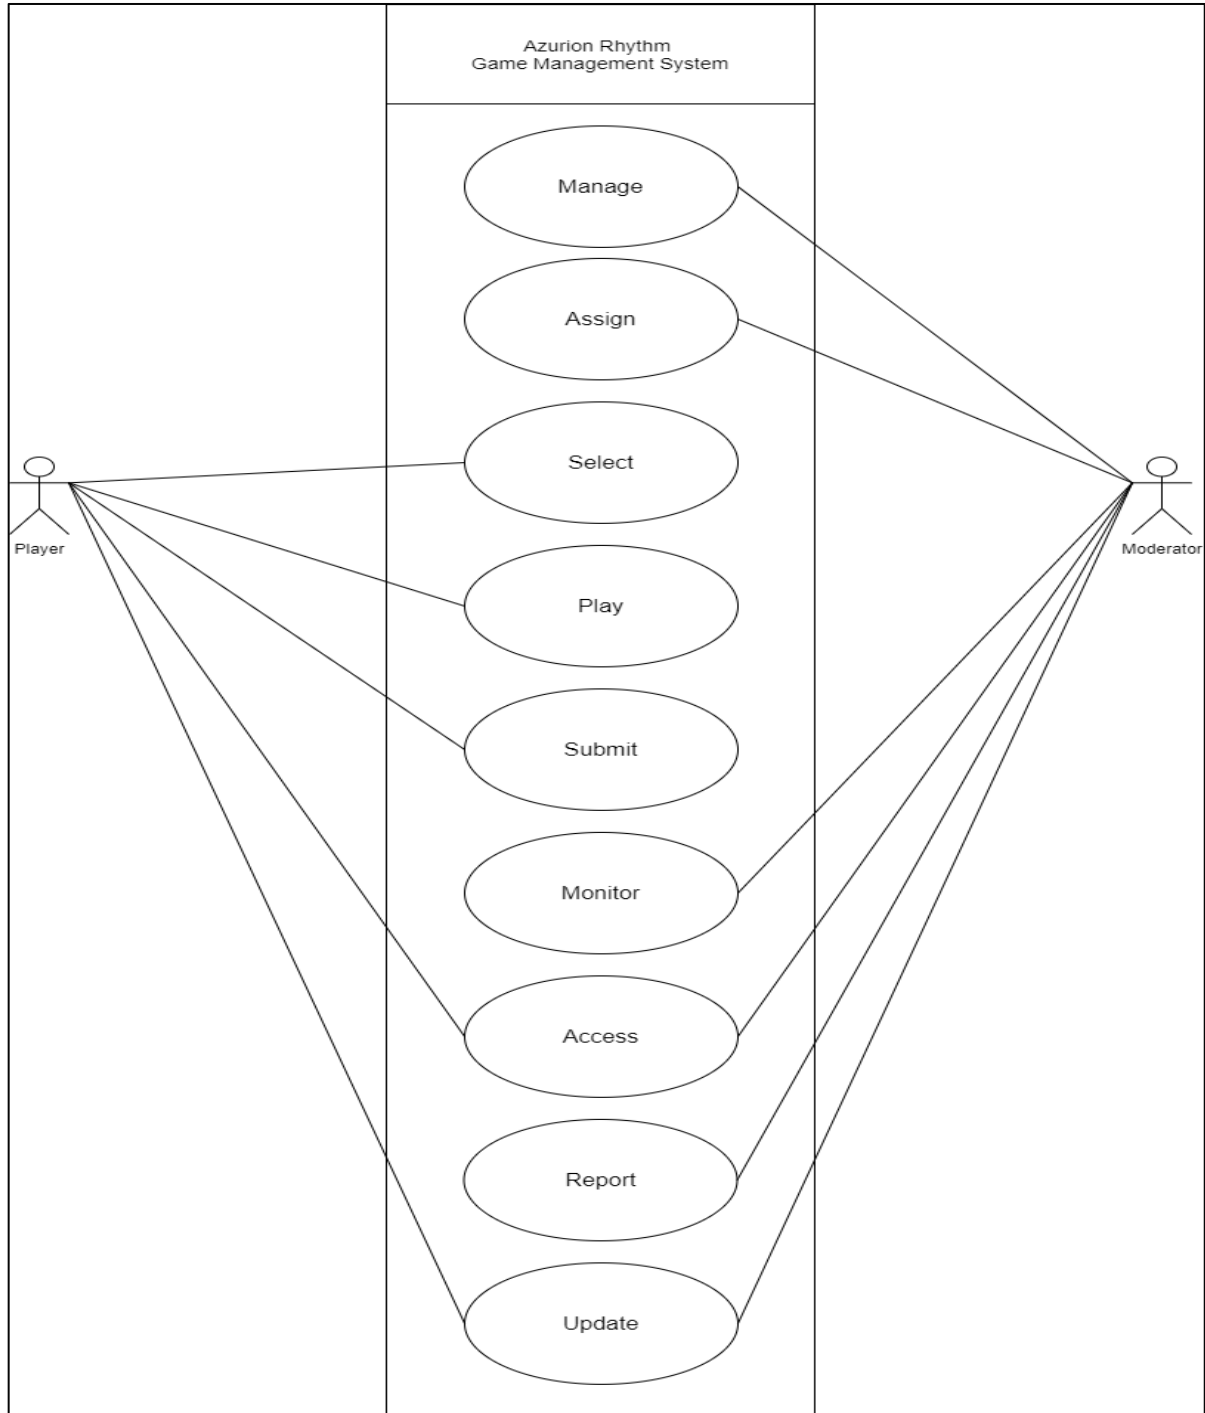 Azurion Rhythm
Game Management System
Manage
Assign
Select
Play
Submit
Monitor
Access
Report
Update
Player
Moderator